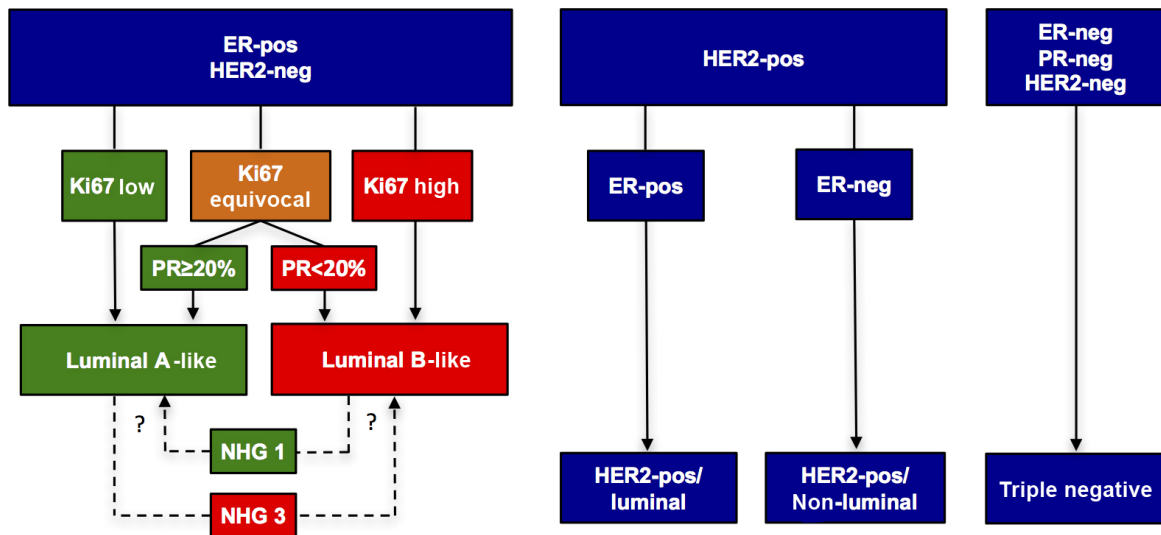 ER-pos
HER2-neg
HER2-pos
ER-neg
PR-neg
HER2-neg
Ki67 low
Ki67
equivocal
Ki67 high
ER-pos
ER-neg
PR≥20%
PR<20%
Luminal A-like
Luminal B-like
?
?
NHG 1
NHG 3
HER2-pos/
luminal
HER2-pos/
Non-luminal
Triple negative